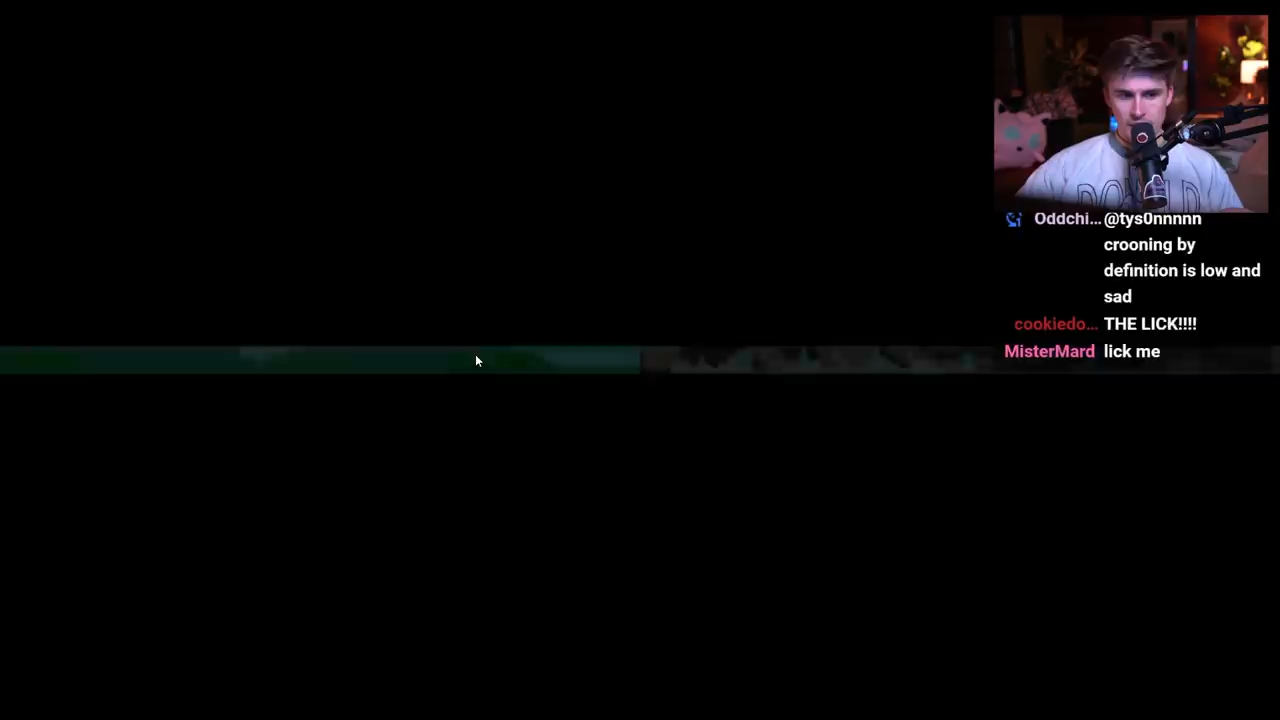 Oddchi... @tys0nnnnn
crooning by
definition is low and
sad
cookiedo... THE LICK!!!!
MisterMard lick me